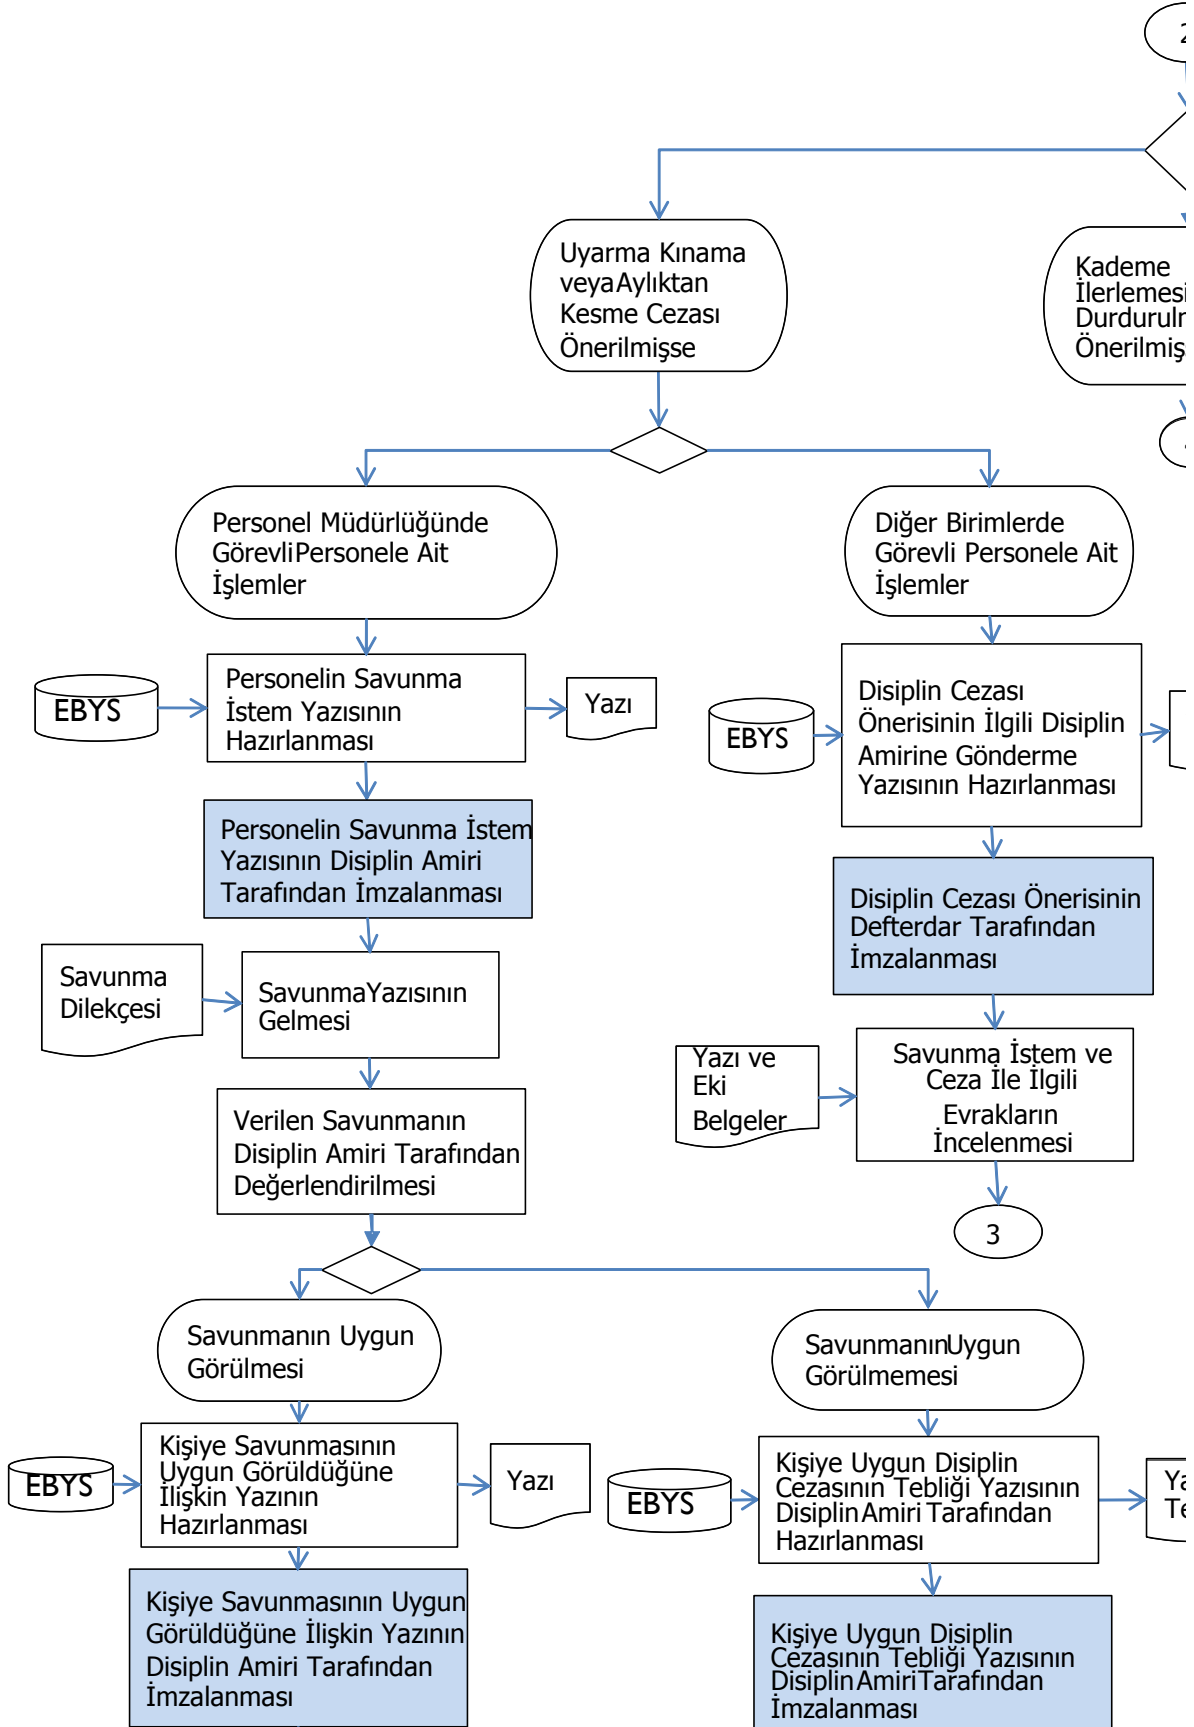 2
Uyarma Kınama
veya Aylıktan
Kesme Cezası
Önerilmişse
Kademe
İlerlemesi
Önerilmiş
Personel Müdürlüğünde
Görevli Personele Ait
İşlemler
Diğer Birimlerde
Görevli Personele Ait
İşlemler
EBYS
Personelin Savunma
İstem Yazısının
Hazırlanması
Yazı
EBYS
Disiplin Cezası
Önerisinin İlgili Disiplin
Amirine Gönderme
Yazısının Hazırlanması
Personelin Savunma İstem
Yazısının Disiplin Amiri
Tarafından İmzalanması
Disiplin Cezası Önerisinin
Defterdar Tarafından
İmzalanması
Savunma
Dilekçesi
Savunma Yazısının
Gelmesi
Yazı ve
Eki
Belgeler
Savunma İstem ve
Ceza İle İlgili
Evrakların
İncelenmesi
Verilen Savunmanın
Disiplin Amiri Tarafından
Değerlendirilmesi
3
Savunmanın Uygun
Görülmesi
Savunmanın Uygun
Görülmemesi
EBYS
Kişiye Savunmasının
Uygun Görüldüğüne
İlişkin Yazının
Hazırlanması
Yazı
EBYS
Kişiye Uygun Disiplin
Cezasının Tebliği Yazısının
Disiplin Amiri Tarafından
Hazırlanması
Ya
Te
Kişiye Savunmasının Uygun
Görüldüğüne İlişkin Yazının
Disiplin Amiri Tarafından
İmzalanması
Kişiye Uygun Disiplin
Cezasının Tebliği Yazısının
Disiplin Amiri Tarafından
İmzalanması